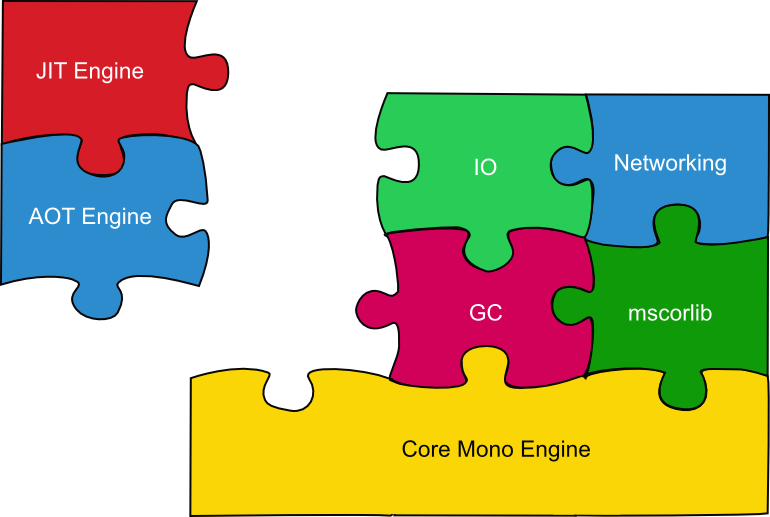 JIT Engine
AOT Engine
IO
Networking
GC
mscorlib
Core Mono Engine